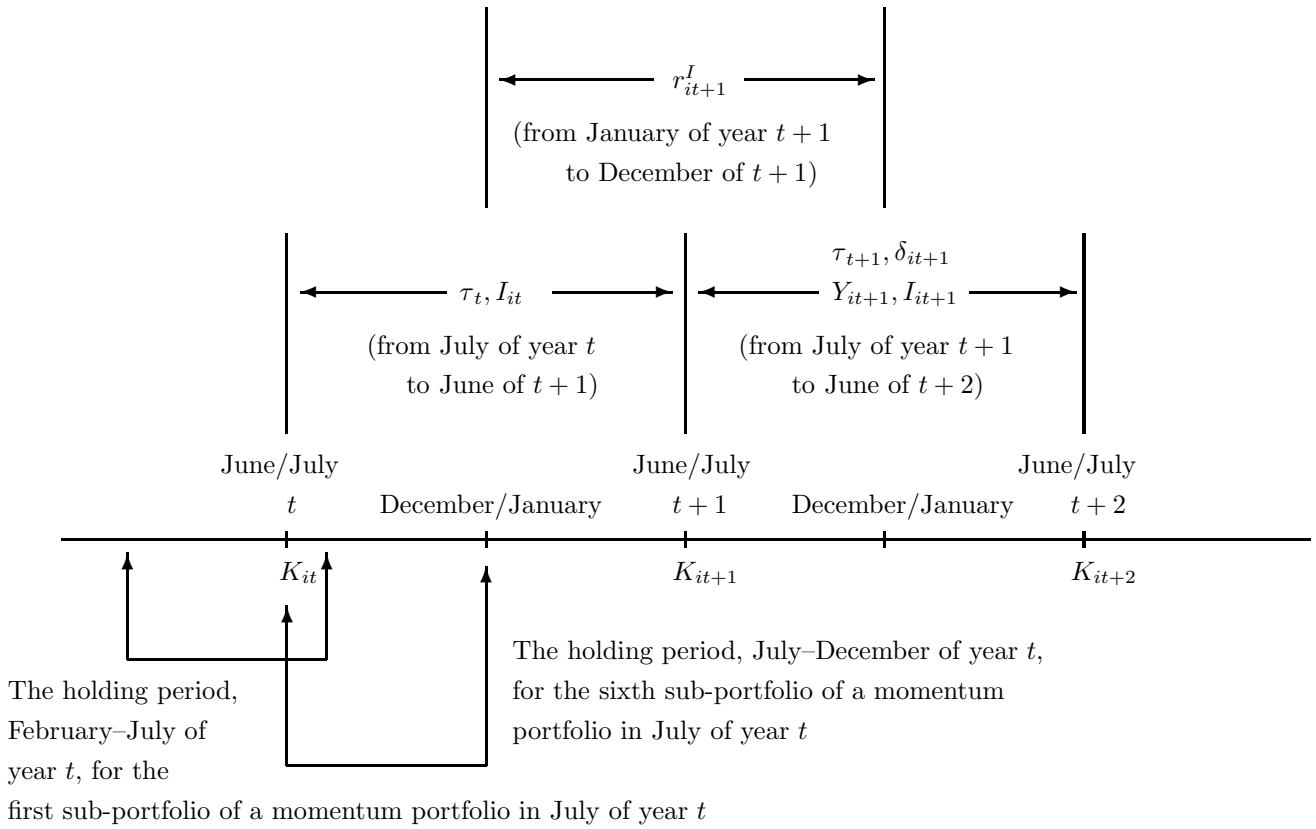 r^I_{it+1}
(from January of year t + 1
to December of t + 1)
τ_{t+1}, δ_{it+1}
τ_t, I_{it}
Y_{it+1}, I_{it+1}
(from July of year t
to June of t + 1)
(from July of year t + 1
to June of t + 2)
June/July
t
December/January
June/July
t + 1
December/January
June/July
t + 2
K_{it}
K_{it+1}
K_{it+2}
The holding period, July–December of year t,
for the sixth sub-portfolio of a momentum
portfolio in July of year t
The holding period,
February–July of
year t, for the
first sub-portfolio of a momentum portfolio in July of year t